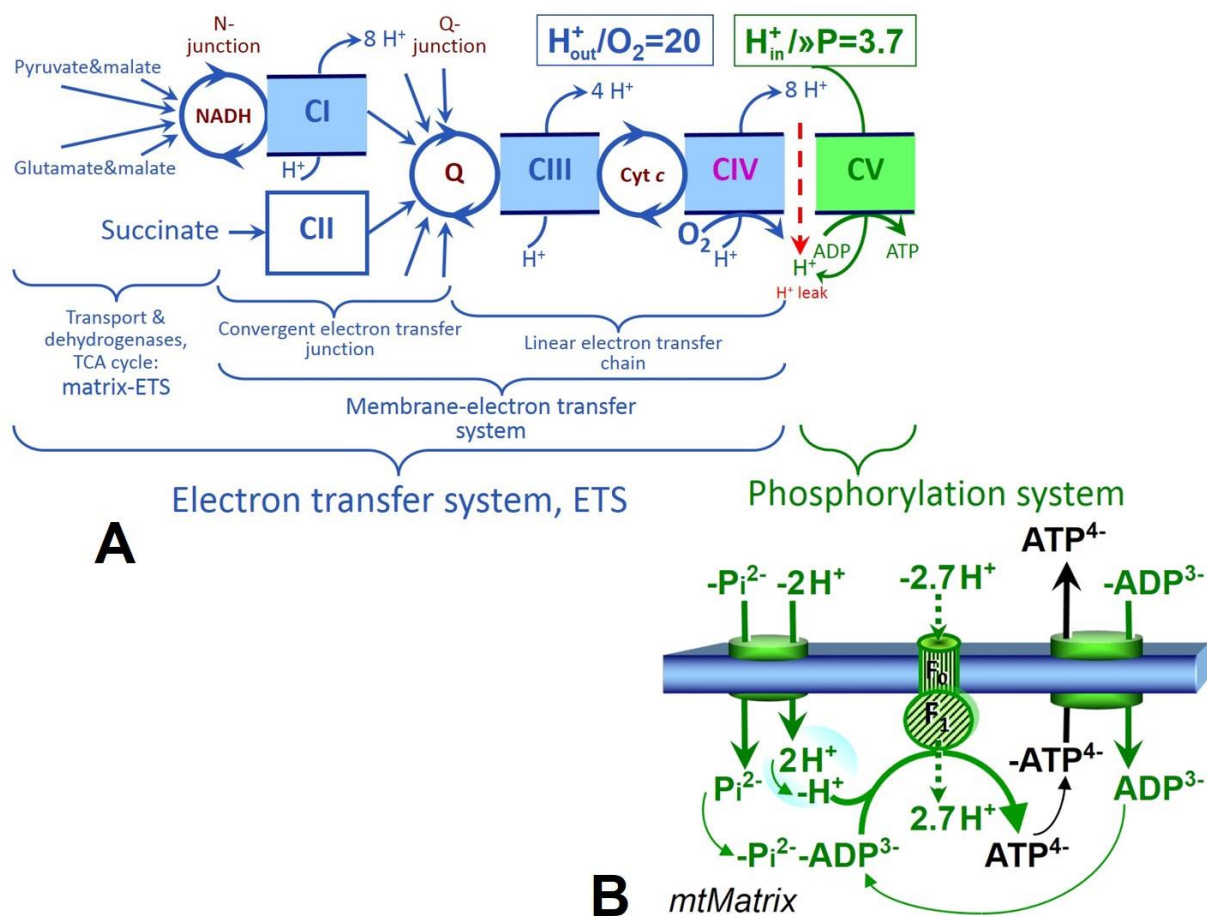 N-
junction
8 H⁺
Q-
junction
H⁺out/O₂=20
H⁺in/»P=3.7
Pyruvate&malate
NADH
CI
4 H⁺
8 H⁺
Glutamate&malate
H⁺
Q
CIII
Cyt c
CIV
CV
Succinate
CII
H⁺
O₂
H⁺
ADP
ATP
H⁺
H⁺ leak
Transport &
dehydrogenases,
TCA cycle:
matrix-ETS
Convergent electron transfer
junction
Linear electron transfer
chain
Membrane-electron transfer
system
Electron transfer system, ETS
Phosphorylation system
A
ATP⁴⁻
-Pi²⁻
-2H⁺
-2.7H⁺
-ADP³⁻
F₀
F₁
2H⁺
-ATP⁴⁻
Pi²⁻
-H⁺
2.7H⁺
ADP³⁻
-Pi²⁻-ADP³⁻
ATP⁴⁻
B
mtMatrix